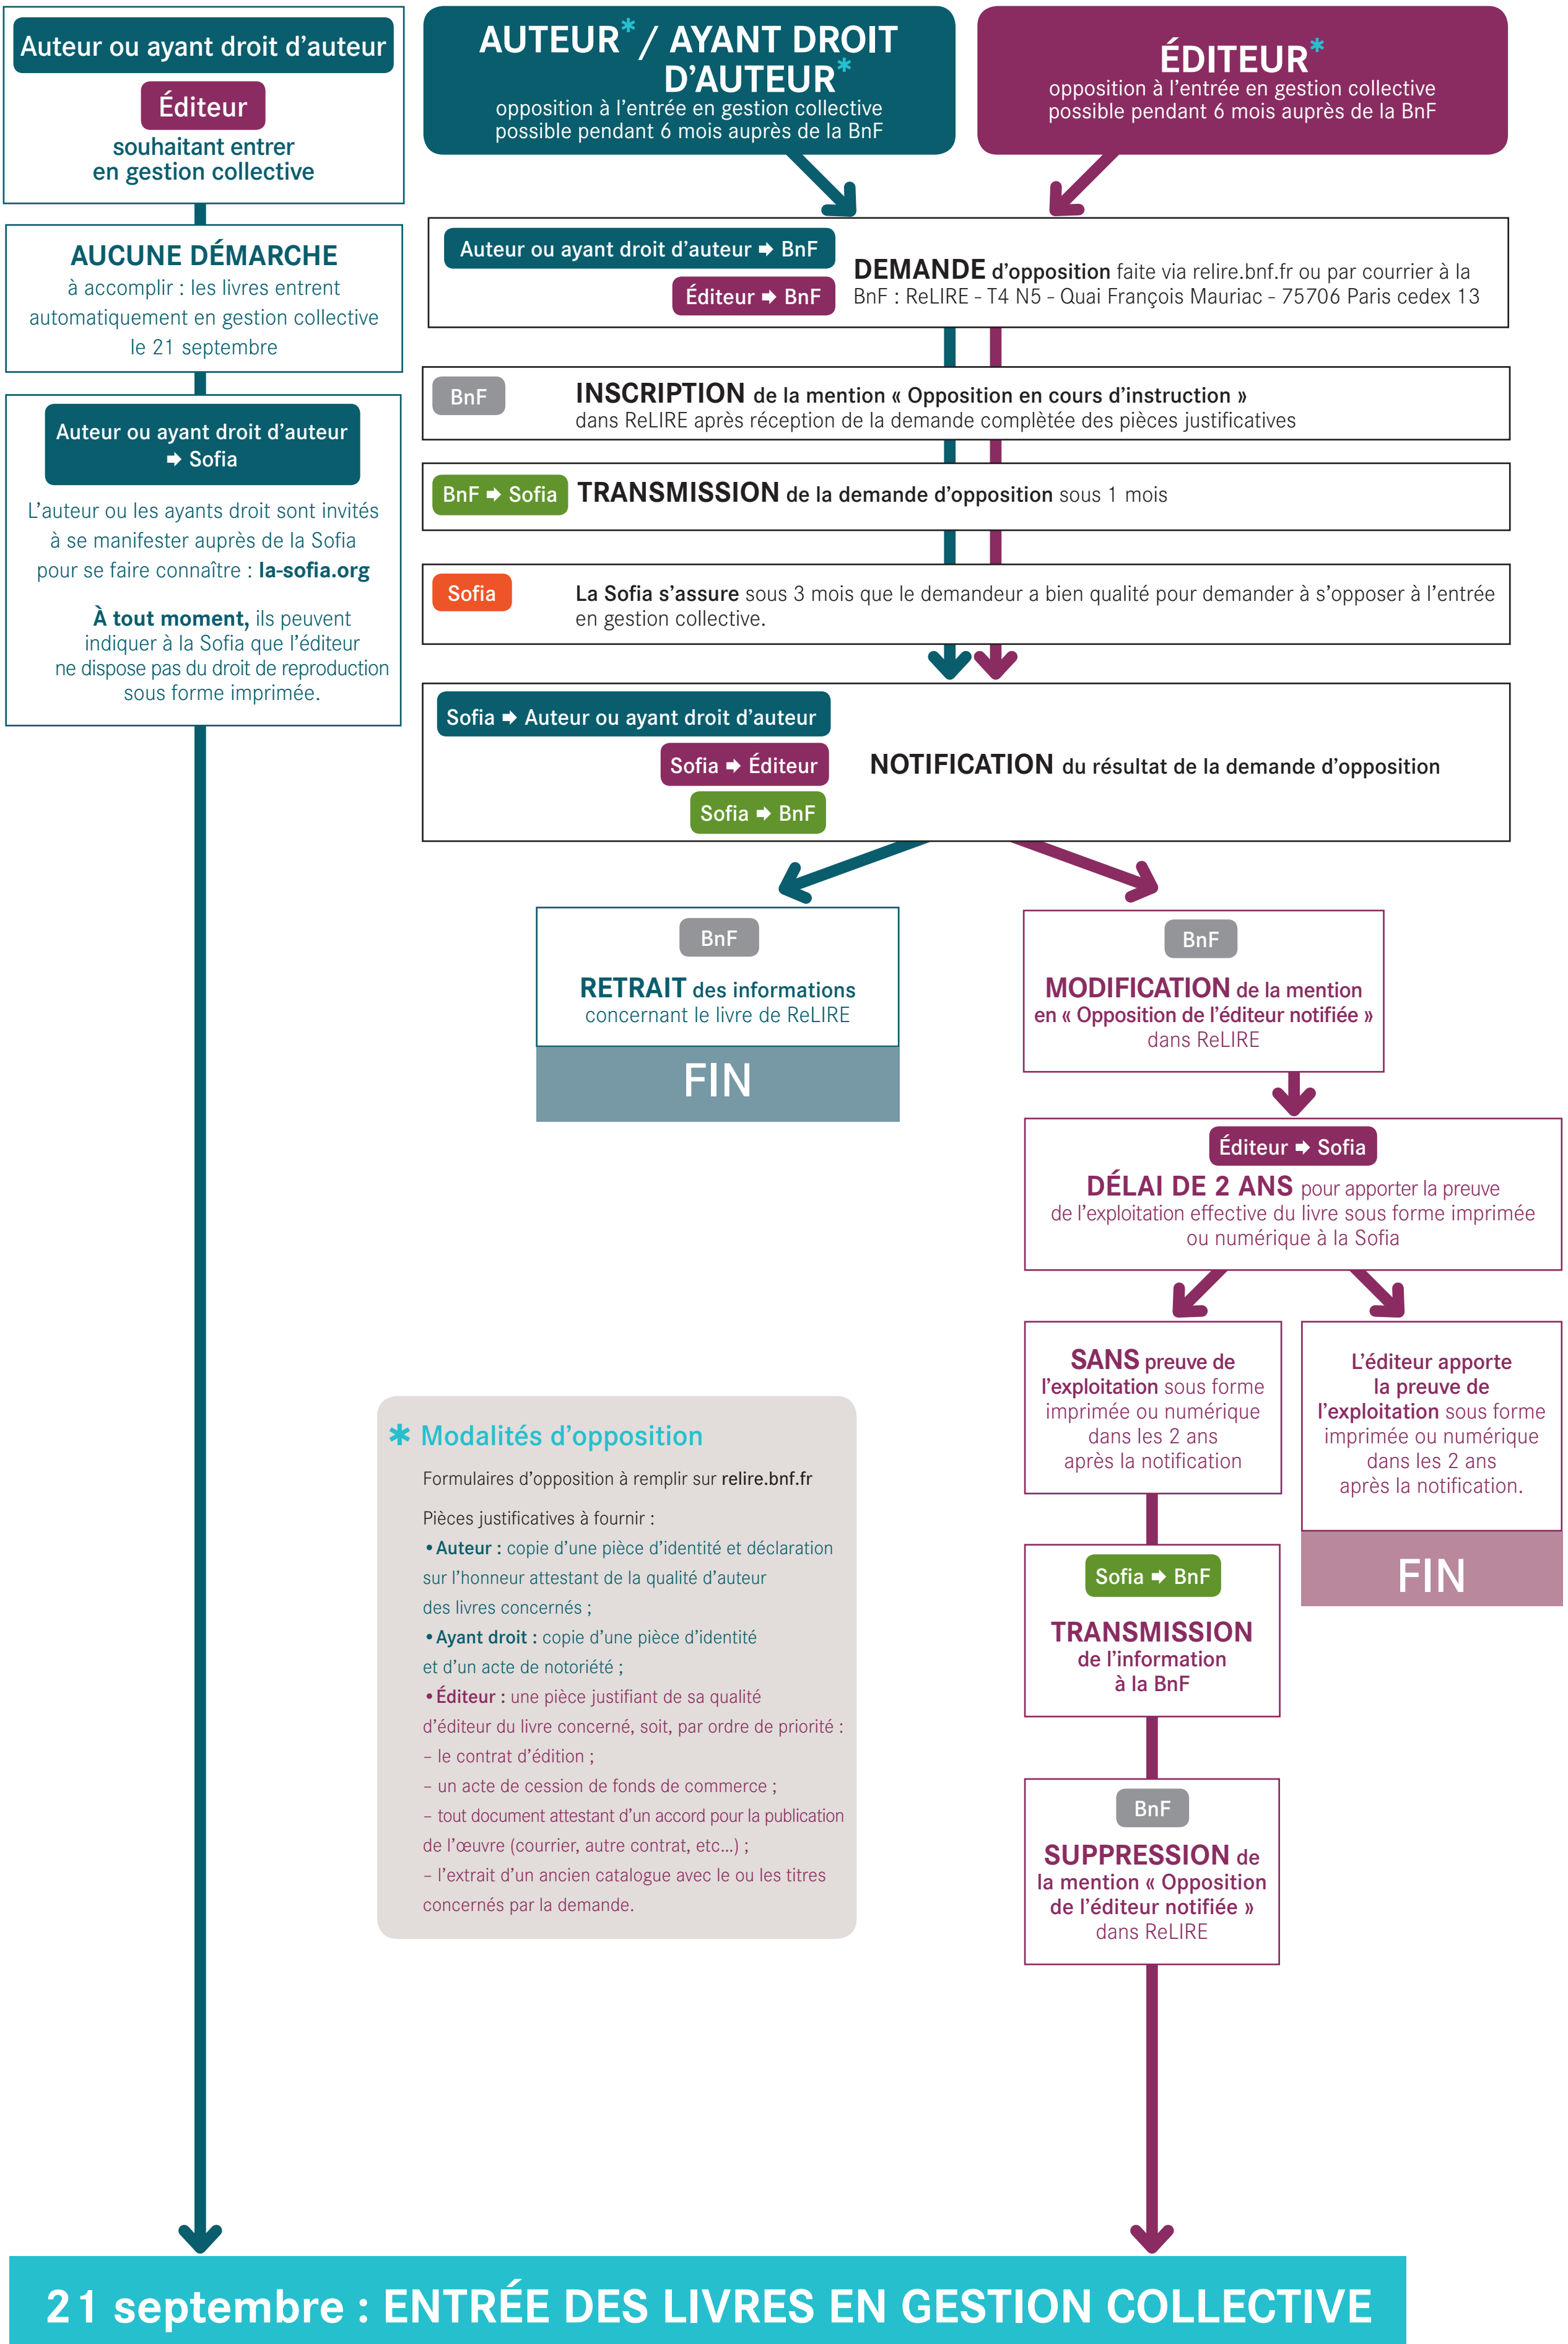 Auteur ou ayant droit d'auteur
Éditeur
souhaitant entrer
en gestion collective
AUCUNE DÉMARCHE
à accomplir : les livres entrent
automatiquement en gestion collective
le 21 septembre
Auteur ou ayant droit d'auteur
➡ Sofia
L'auteur ou les ayants droit sont invités
à se manifester auprès de la Sofia
pour se faire connaître : la-sofia.org
À tout moment, ils peuvent
indiquer à la Sofia que l'éditeur
ne dispose pas du droit de reproduction
sous forme imprimée.
AUTEUR* / AYANT DROIT
D'AUTEUR*
opposition à l'entrée en gestion collective
possible pendant 6 mois auprès de la BnF
ÉDITEUR*
opposition à l'entrée en gestion collective
possible pendant 6 mois auprès de la BnF
Auteur ou ayant droit d'auteur ➡ BnF
Éditeur ➡ BnF
DEMANDE d'opposition faite via relire.bnf.fr ou par courrier à la
BnF : ReLIRE - T4 N5 - Quai François Mauriac - 75706 Paris cedex 13
BnF
INSCRIPTION de la mention « Opposition en cours d'instruction »
dans ReLIRE après réception de la demande complètée des pièces justificatives
BnF ➡ Sofia
TRANSMISSION de la demande d'opposition sous 1 mois
Sofia
La Sofia s'assure sous 3 mois que le demandeur a bien qualité pour demander à s'opposer à l'entrée
en gestion collective.
Sofia ➡ Auteur ou ayant droit d'auteur
Sofia ➡ Éditeur
Sofia ➡ BnF
NOTIFICATION du résultat de la demande d'opposition
BnF
RETRAIT des informations
concernant le livre de ReLIRE
FIN
BnF
MODIFICATION de la mention
en « Opposition de l'éditeur notifiée »
dans ReLIRE
Éditeur ➡ Sofia
DÉLAI DE 2 ANS pour apporter la preuve
de l'exploitation effective du livre sous forme imprimée
ou numérique à la Sofia
SANS preuve de
l'exploitation sous forme
imprimée ou numérique
dans les 2 ans
après la notification
L'éditeur apporte
la preuve de
l'exploitation sous forme
imprimée ou numérique
dans les 2 ans
après la notification.
FIN
Sofia ➡ BnF
TRANSMISSION
de l'information
à la BnF
BnF
SUPPRESSION de
la mention « Opposition
de l'éditeur notifiée »
dans ReLIRE
* Modalités d'opposition
Formulaires d'opposition à remplir sur relire.bnf.fr
Pièces justificatives à fournir :
• Auteur : copie d'une pièce d'identité et déclaration
sur l'honneur attestant de la qualité d'auteur
des livres concernés ;
• Ayant droit : copie d'une pièce d'identité
et d'un acte de notoriété ;
• Éditeur : une pièce justifiant de sa qualité
d'éditeur du livre concerné, soit, par ordre de priorité :
– le contrat d'édition ;
– un acte de cession de fonds de commerce ;
– tout document attestant d'un accord pour la publication
de l'œuvre (courrier, autre contrat, etc...) ;
– l'extrait d'un ancien catalogue avec le ou les titres
concernés par la demande.
21 septembre : ENTRÉE DES LIVRES EN GESTION COLLECTIVE